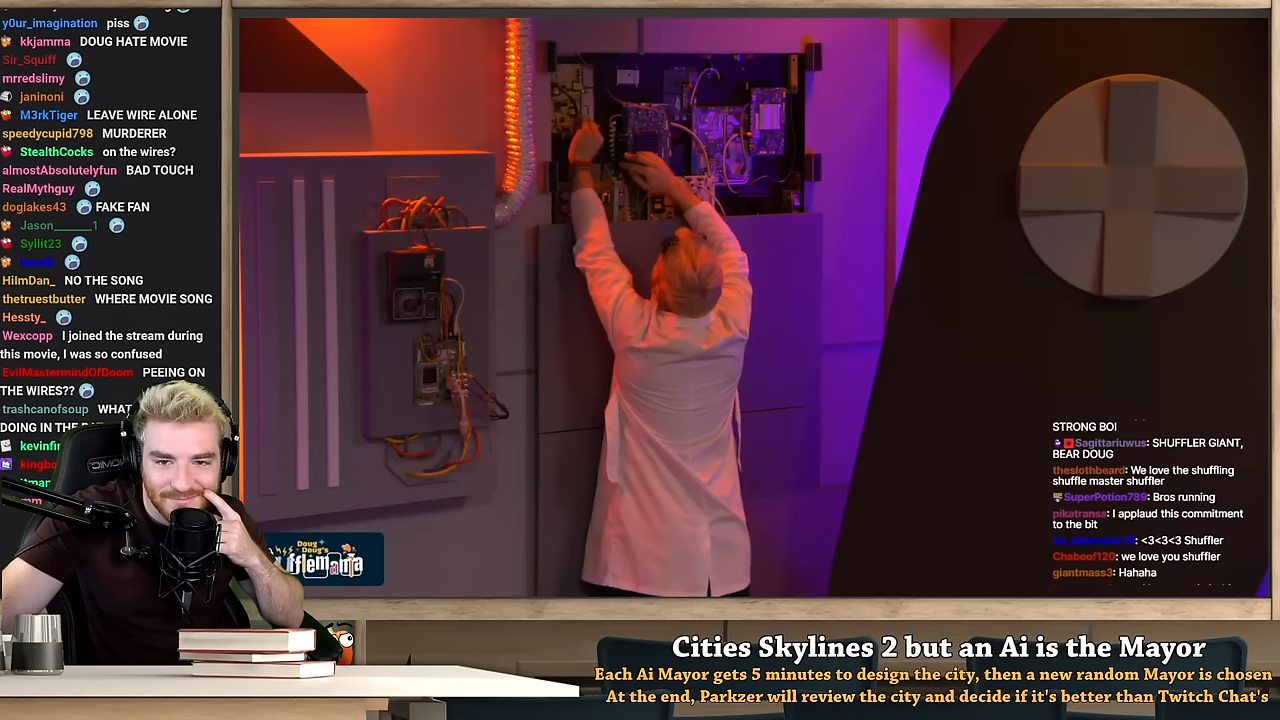 y0ur_imagination piss
kkjamma DOUG HATE MOVIE
Sir_Squiff
mrredslimy
janinoni
M3rkTiger LEAVE WIRE ALONE
speedycupid798 MURDERER
StealthCocks on the wires?
almostAbsolutelyfun BAD TOUCH
RealMythguy
doglakes43 FAKE FAN
Jason______1
Syllit23
HilmDan_ NO THE SONG
thetruestbutter WHERE MOVIE SONG
Hessty_
Wexcopp I joined the stream during
this movie, I was so confused
EvilMastermindOfDoom PEEING ON
THE WIRES??
trashcanofsoup WHAT
DOING IN THE
kevinfi
kingbo
STRONG BOI
Sagittariuwus: SHUFFLER GIANT,
BEAR DOUG
theslothbeard: We love the shuffling
shuffle master shuffler
SuperPotion789: Bros running
pikatranss: I applaud this commitment
to the bit
<3<3<3 Shuffler
Chaboof120: we love you shuffler
giantmass3: Hahaha
Doug
Doug's
fflemania
Cities Skylines 2 but an Ai is the Mayor
Each Ai Mayor gets 5 minutes to design the city, then a new random Mayor is chosen
At the end, Parkzer will review the city and decide if it's better than Twitch Chat's